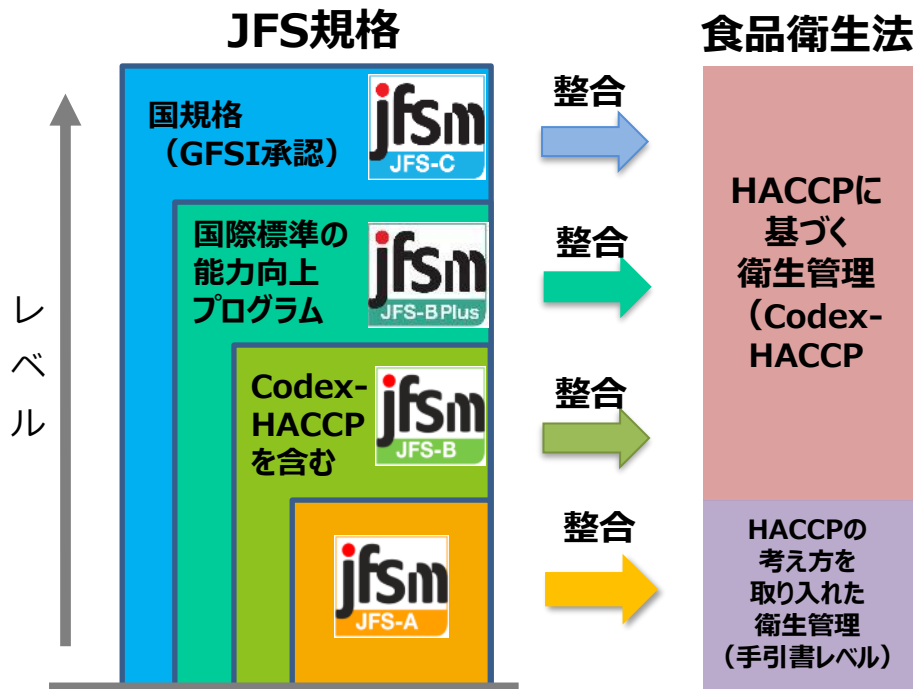 JFS規格
食品衛生法
レベル
国規格
（GFSI承認）
jfsm
JFS-C
整合
国際標準の
能力向上
プログラム
jfsm
JFS-B Plus
整合
Codex-
HACCP
を含む
jfsm
JFS-B
整合
jfsm
JFS-A
整合
HACCPに
基づく
衛生管理
（Codex-
HACCP
HACCPの
考え方を
取り入れた
衛生管理
（手引書レベル）